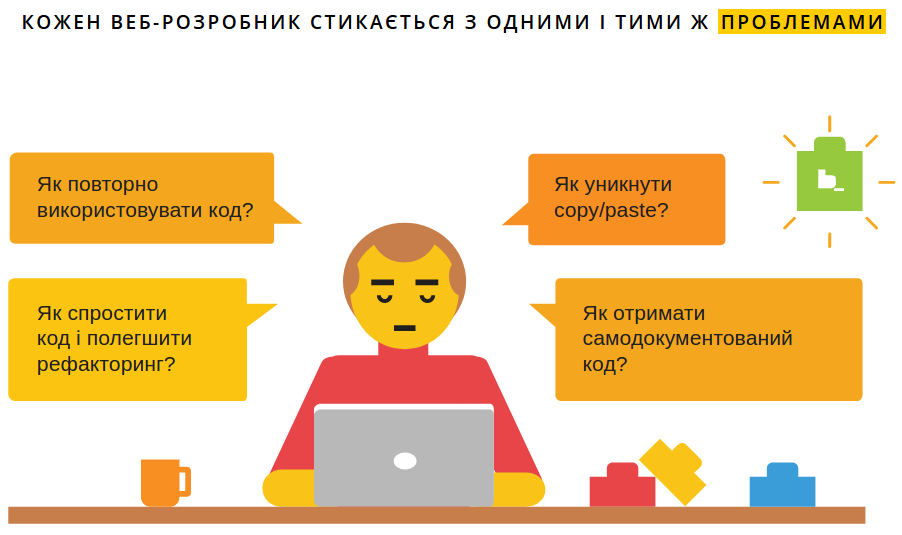 КОЖЕН ВЕБ-РОЗРОБНИК СТИКАЄТЬСЯ З ОДНИМИ І ТИМИ Ж ПРОБЛЕМАМИ
Як повторно
використовувати код?
Як уникнути
copy/paste?
b_
Як спростити
код і полегшити
рефакторинг?
Як отримати
самодокументований
код?